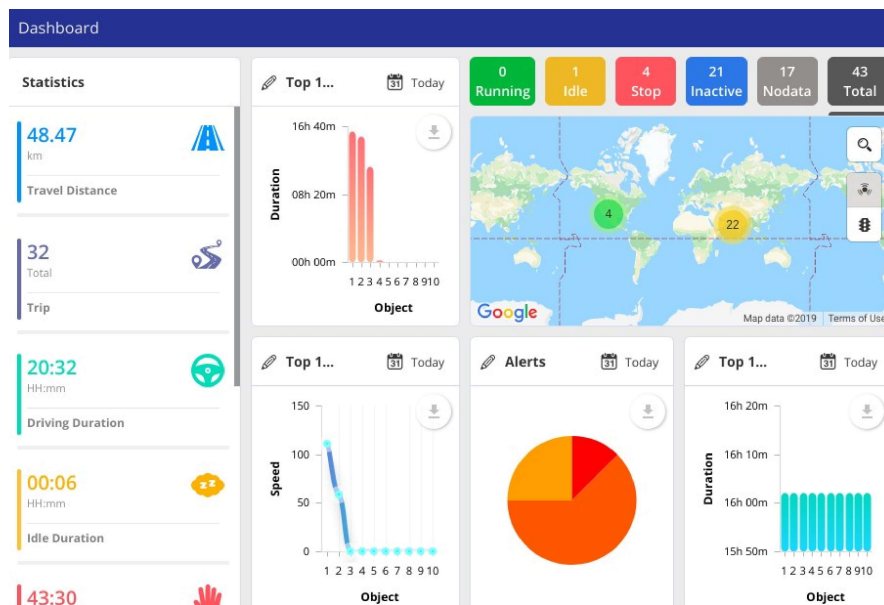 Dashboard
Statistics
48.47
km
Travel Distance
32
Total
Trip
20:32
HH:mm
Driving Duration
00:06
HH:mm
Idle Duration
43:30
Top 1...
31 Today
16h 40m
08h 20m
00h 00m
Duration
1 2 3 4 5 6 7 8 9 10
Object
0
Running
1
Idle
4
Stop
21
Inactive
17
Nodata
43
Total
4
22
Google
Map data ©2019
Terms of Use
Top 1...
31 Today
150
100
50
0
Speed
1 2 3 4 5 6 7 8 9 10
Object
Alerts
31 Today
Top 1...
31 Today
16h 20m
16h 10m
16h 00m
15h 50m
Duration
1 2 3 4 5 6 7 8 9 10
Object